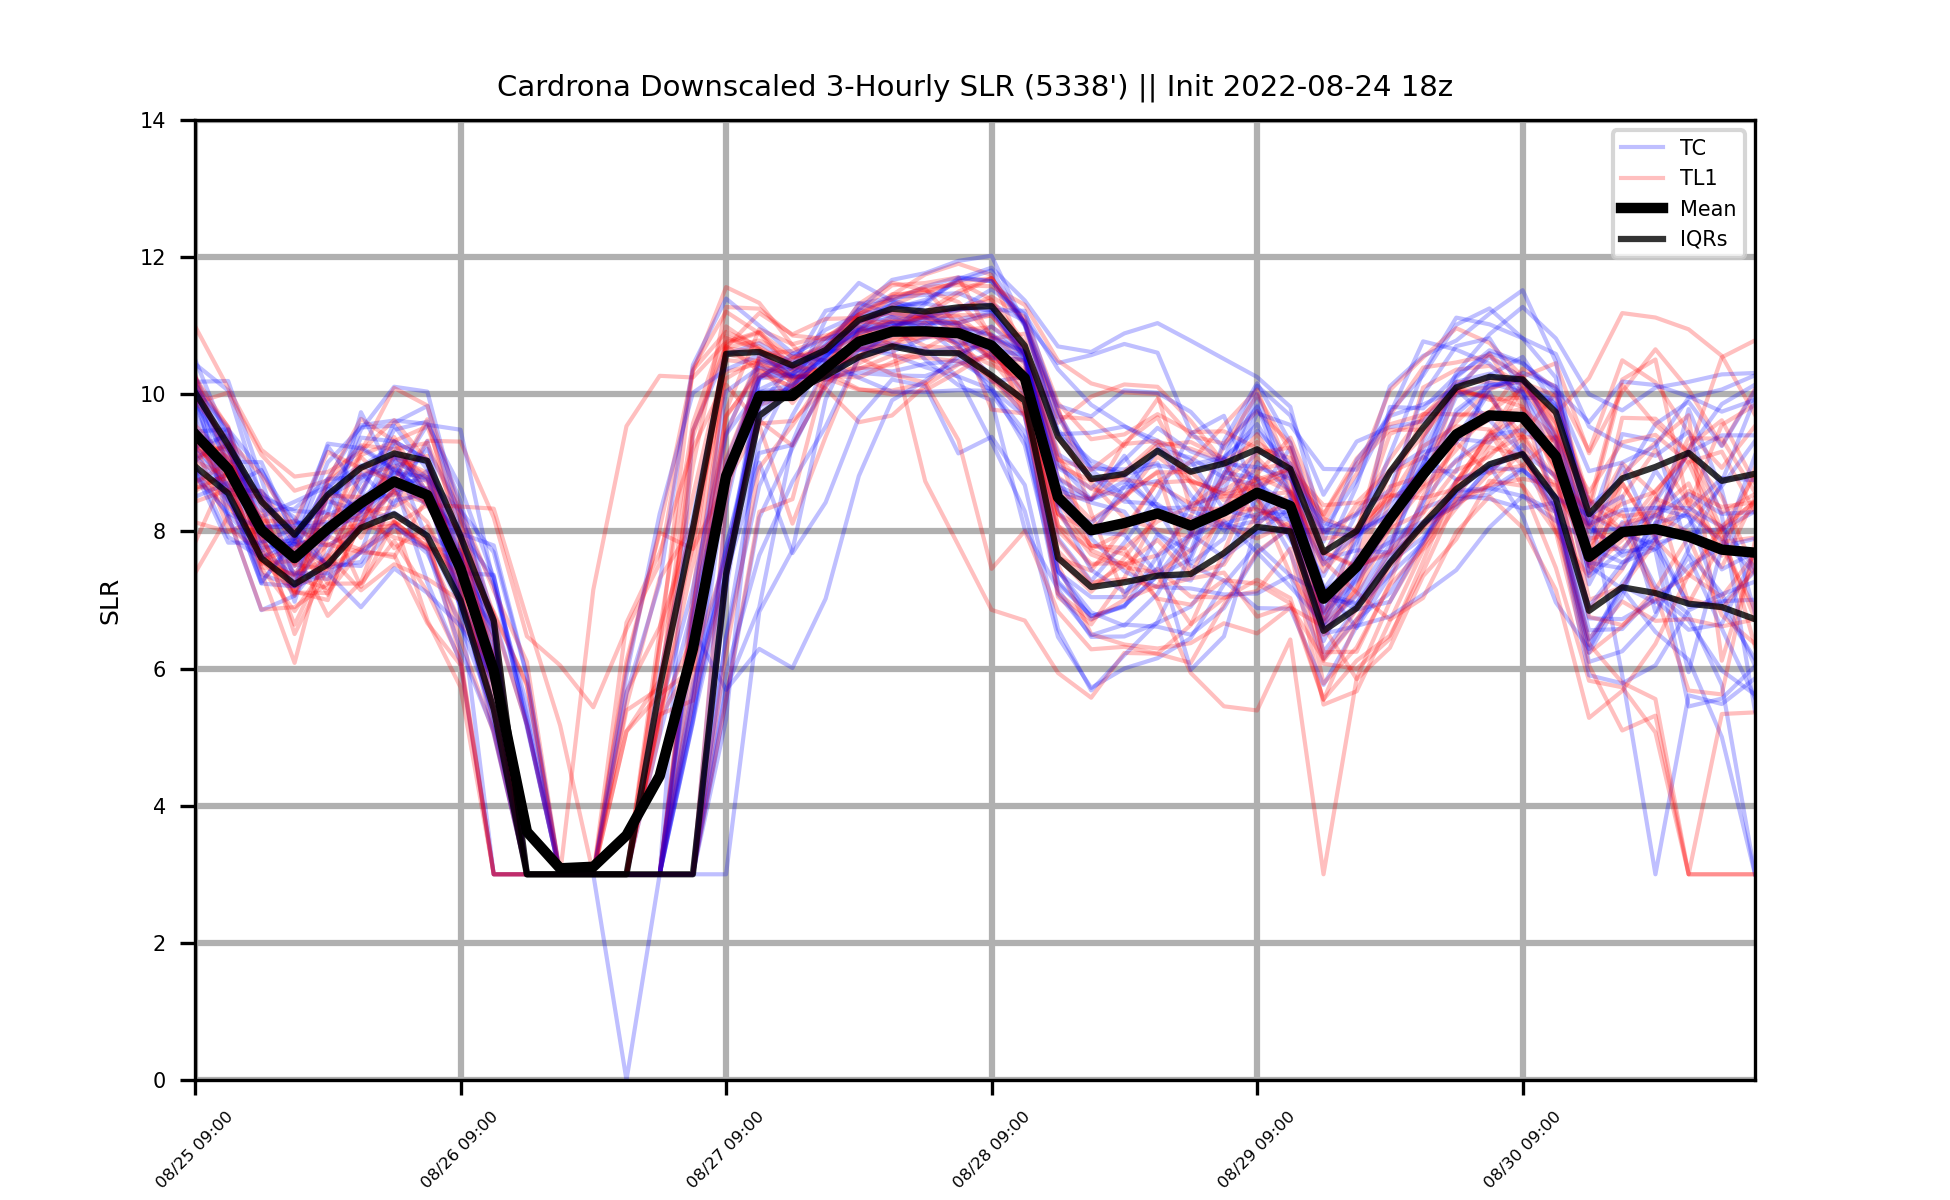 Cardrona Downscaled 3-Hourly SLR (5338') || Init 2022-08-24 18z
14
12
10
8
6
4
2
0
SLR
TC
TL1
Mean
IQRs
08/25 09:00
08/26 09:00
08/27 09:00
08/28 09:00
08/29 09:00
08/30 09:00